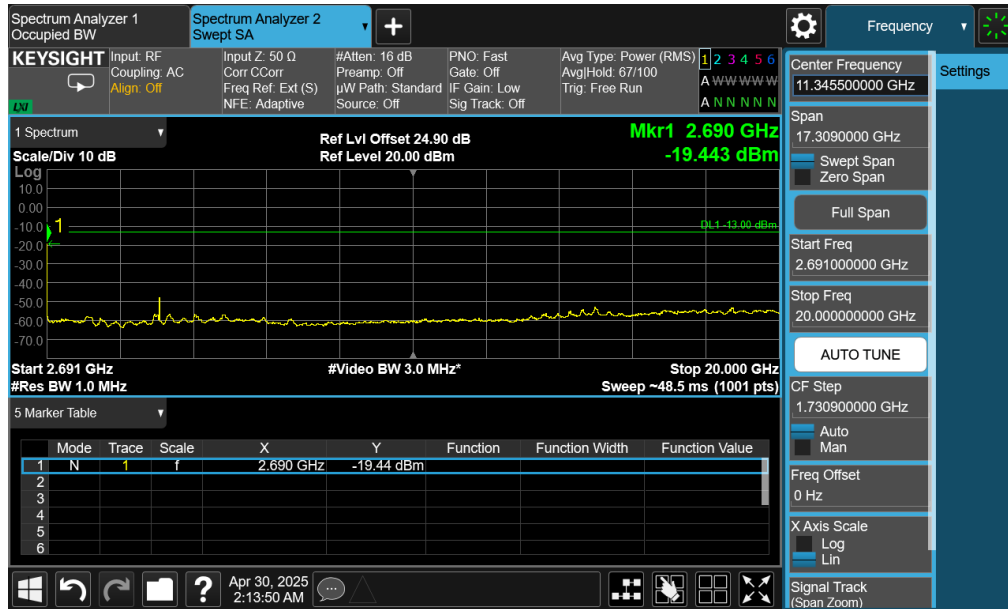 Spectrum Analyzer 1
Occupied BW
Spectrum Analyzer 2
Swept SA
Frequency
KEYSIGHT
LXI
Input: RF
Coupling: AC
Align: Off
Input Z: 50 Ω
Corr CCorr
Freq Ref: Ext (S)
NFE: Adaptive
#Atten: 16 dB
Preamp: Off
µW Path: Standard
Source: Off
PNO: Fast
Gate: Off
IF Gain: Low
Sig Track: Off
Avg Type: Power (RMS)
Avg|Hold: 67/100
Trig: Free Run
1 2 3 4 5 6
A W W W W W
A N N N N N
1 Spectrum
Scale/Div 10 dB
Ref Lvl Offset 24.90 dB
Ref Level 20.00 dBm
Mkr1 2.690 GHz
-19.443 dBm
Log
10.0
0.00
-10.0
-20.0
-30.0
-40.0
-50.0
-60.0
-70.0
1
DL1 -13.00 dBm
Start 2.691 GHz
#Video BW 3.0 MHz*
Stop 20.000 GHz
#Res BW 1.0 MHz
Sweep ~48.5 ms (1001 pts)
5 Marker Table
Mode Trace Scale X Y Function Function Width Function Value
1 N 1 f 2.690 GHz -19.44 dBm
2
3
4
5
6
Center Frequency
11.345500000 GHz
Span
17.3090000 GHz
Swept Span
Zero Span
Full Span
Start Freq
2.691000000 GHz
Stop Freq
20.000000000 GHz
AUTO TUNE
CF Step
1.730900000 GHz
Auto
Man
Freq Offset
0 Hz
X Axis Scale
Log
Lin
Signal Track
(Span Zoom)
Settings
?
Apr 30, 2025
2:13:50 AM